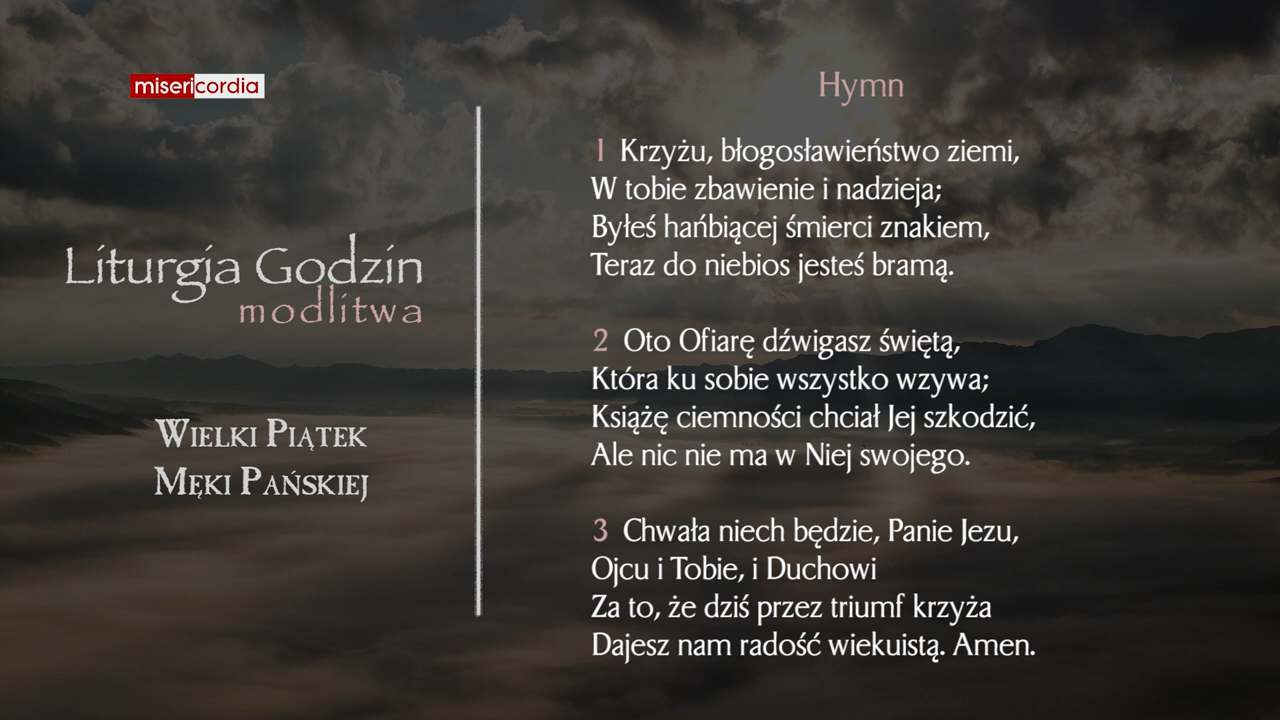 misericordia
Liturgia Godzin
modlitwa
Wielki Piątek
Męki Pańskiej
Hymn
1 Krzyżu, błogosławieństwo ziemi,
W tobie zbawienie i nadzieja;
Byłeś hańbiącej śmierci znakiem,
Teraz do niebios jesteś bramą.
2 Oto Ofiarę dźwigasz świętą,
Która ku sobie wszystko wzywa;
Książę ciemności chciał Jej szkodzić,
Ale nic nie ma w Niej swojego.
3 Chwała niech będzie, Panie Jezu,
Ojcu i Tobie, i Duchowi
Za to, że dziś przez triumf krzyża
Dajesz nam radość wiekuistą. Amen.